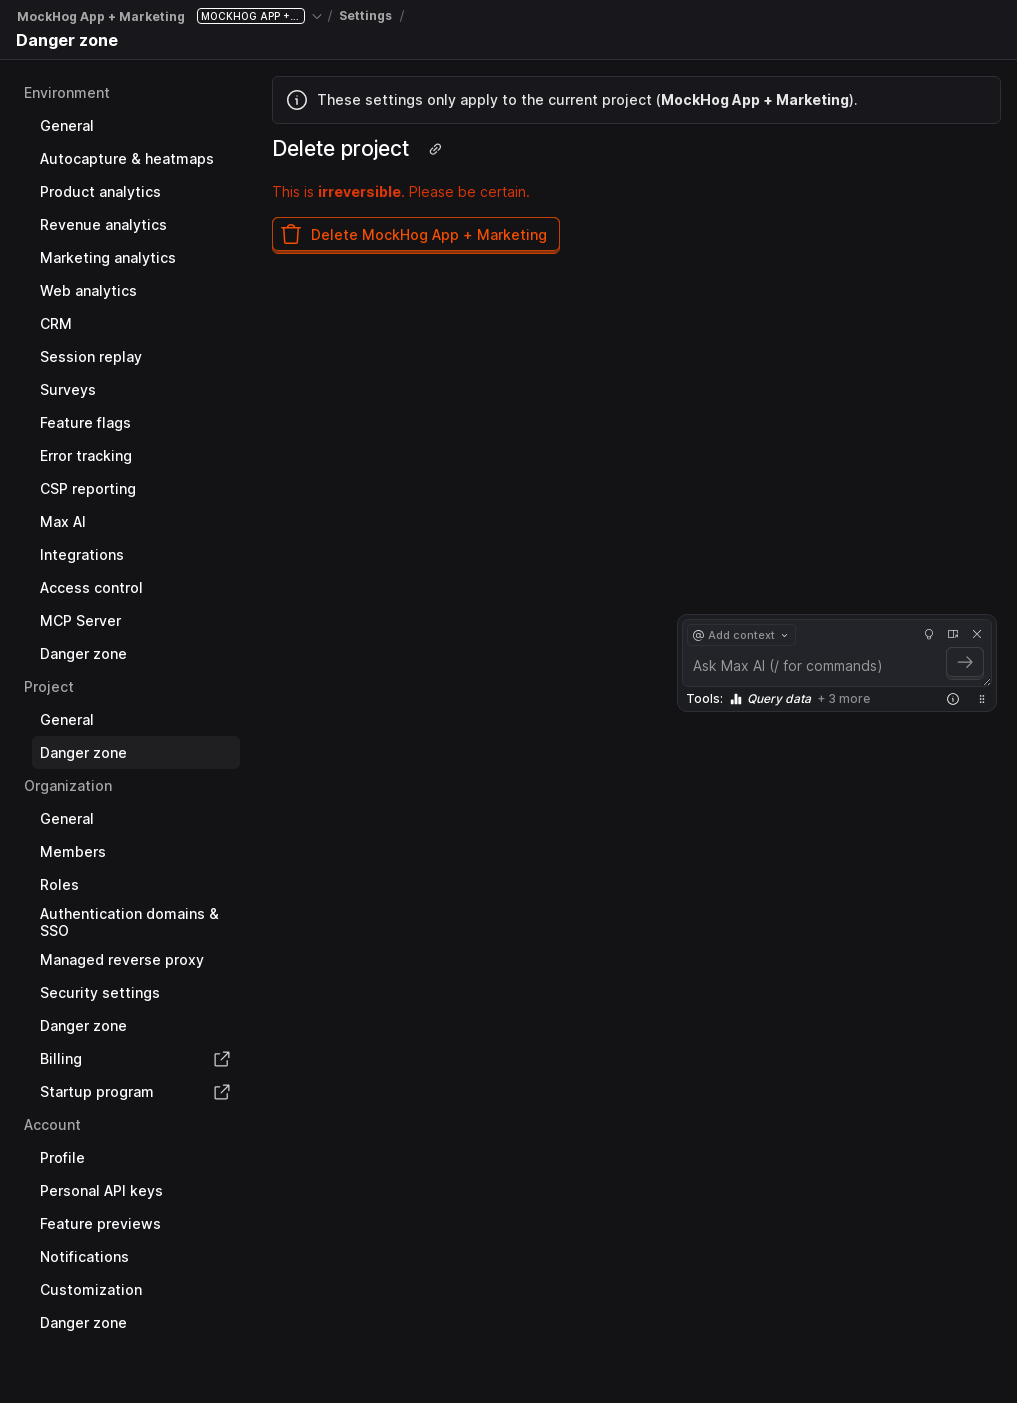 MockHog App + Marketing MOCKHOG APP +... / Settings /
Danger zone
Environment
General
Autocapture & heatmaps
Product analytics
Revenue analytics
Marketing analytics
Web analytics
CRM
Session replay
Surveys
Feature flags
Error tracking
CSP reporting
Max AI
Integrations
Access control
MCP Server
Danger zone
Project
General
Danger zone
Organization
General
Members
Roles
Authentication domains &
SSO
Managed reverse proxy
Security settings
Danger zone
Billing
Startup program
Account
Profile
Personal API keys
Feature previews
Notifications
Customization
Danger zone
These settings only apply to the current project (MockHog App + Marketing).
Delete project
This is irreversible. Please be certain.
Delete MockHog App + Marketing
@ Add context
Ask Max AI (/ for commands)
Tools: Query data + 3 more